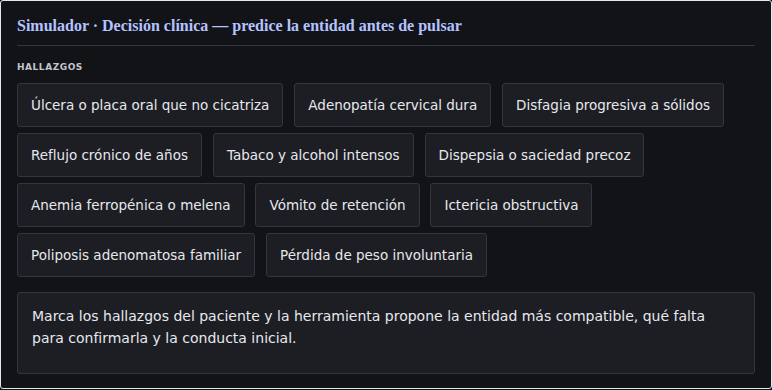 Simulador · Decisión clínica — predice la entidad antes de pulsar
HALLAZGOS
Úlcera o placa oral que no cicatriza
Adenopatía cervical dura
Disfagia progresiva a sólidos
Reflujo crónico de años
Tabaco y alcohol intensos
Dispepsia o saciedad precoz
Anemia ferropénica o melena
Vómito de retención
Ictericia obstructiva
Poliposis adenomatosa familiar
Pérdida de peso involuntaria
Marca los hallazgos del paciente y la herramienta propone la entidad más compatible, qué falta
para confirmarla y la conducta inicial.